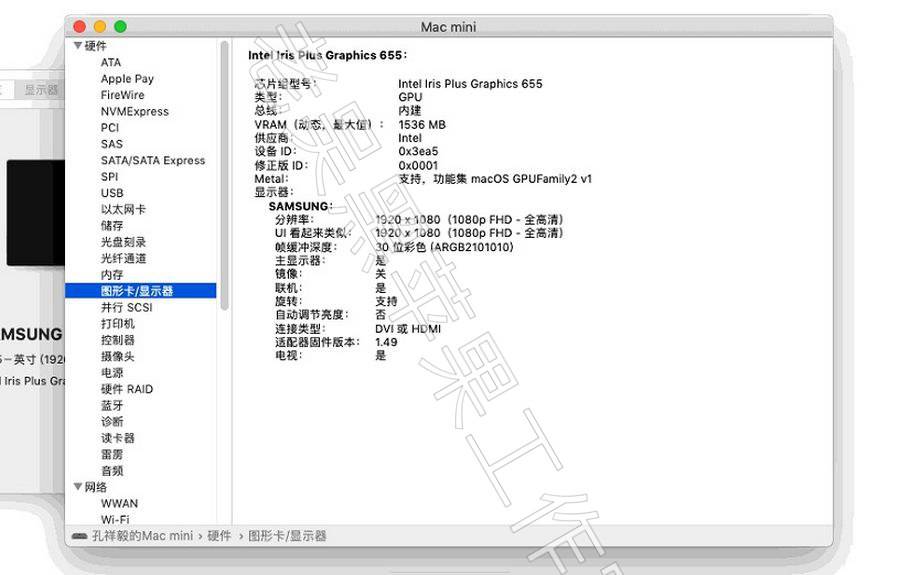 Mac mini
硬件
ATA
Apple Pay
FireWire
NVMExpress
PCI
SAS
SATA/SATA Express
SPI
USB
以太网卡
储存
光盘刻录
光纤通道
内存
图形卡/显示器
并行 SCSI
打印机
控制器
摄像头
电源
硬件 RAID
蓝牙
诊断
读卡器
雷雳
音频
网络
WWAN
Wi-Fi
Intel Iris Plus Graphics 655：
芯片组型号： Intel Iris Plus Graphics 655
类型： GPU
总线： 内建
VRAM（动态，最大值）： 1536 MB
供应商： Intel
设备 ID： 0x3ea5
修正版 ID： 0x0001
Metal： 支持，功能集 macOS GPUFamily2 v1
显示器：
SAMSUNG：
分辨率： 1920 x 1080（1080p FHD - 全高清）
UI 看起来类似： 1920 x 1080（1080p FHD - 全高清）
帧缓冲深度： 30 位彩色 (ARGB2101010)
主显示器： 是
镜像： 关
联机： 是
旋转： 支持
自动调节亮度： 否
连接类型： DVI 或 HDMI
适配器固件版本： 1.49
电视： 是
孔祥毅的Mac mini › 硬件 › 图形卡/显示器
显示器
MSUNG
-英寸 (192
Iris Plus Gra
黑苹果工作